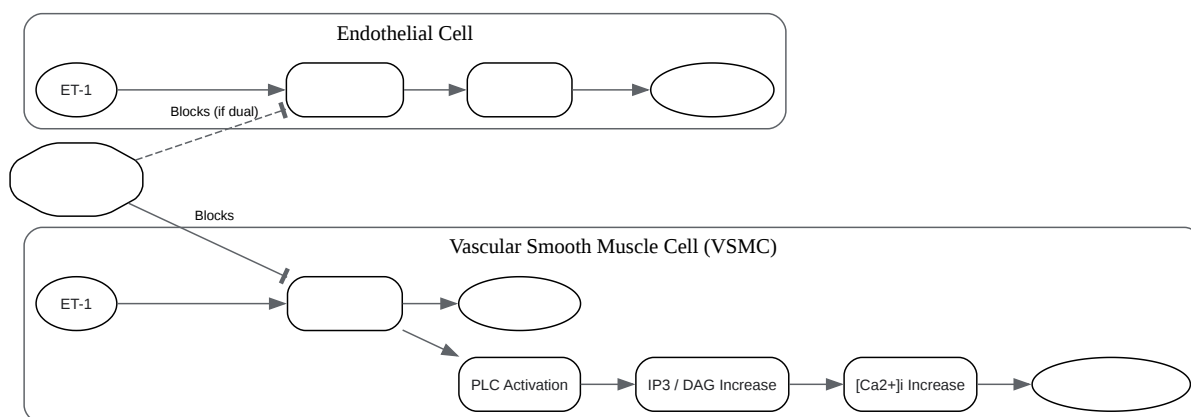 Endothelial Cell
ET-1
Blocks (if dual)
Blocks
Vascular Smooth Muscle Cell (VSMC)
ET-1
PLC Activation
IP3 / DAG Increase
[Ca2+]i Increase